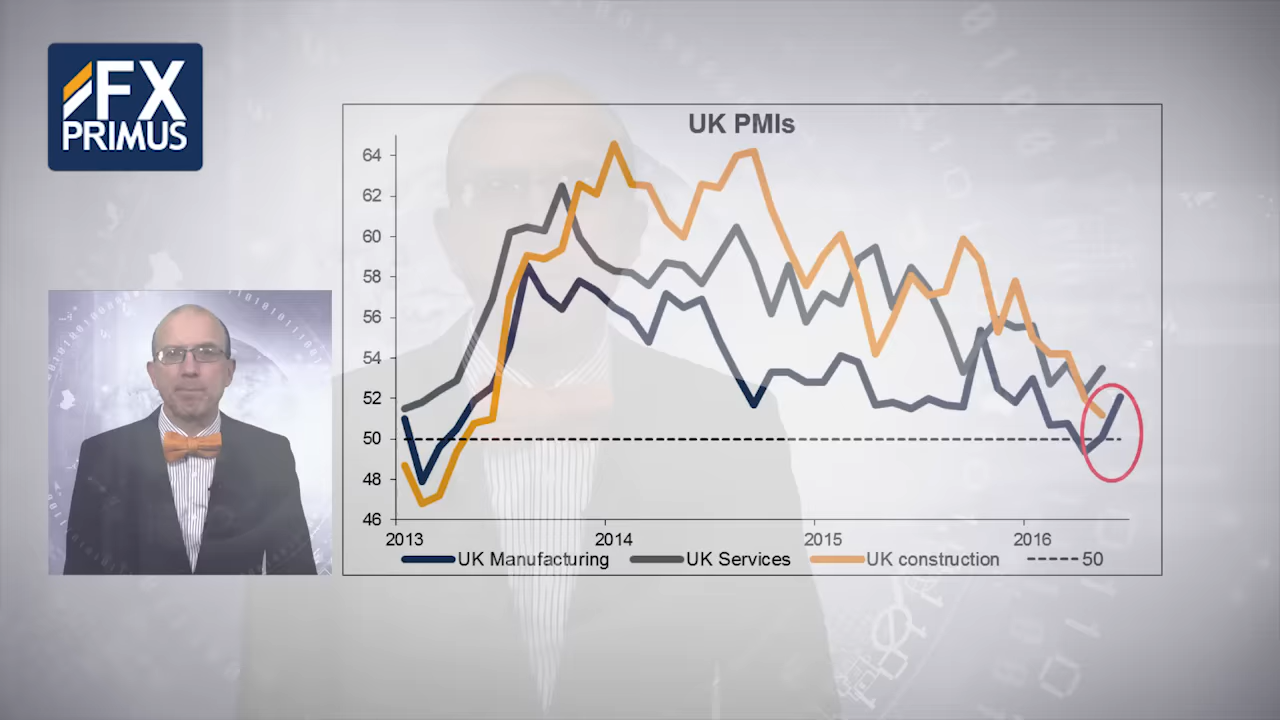 FX
PRIMUS
UK PMIs
64
62
60
58
56
54
52
50
48
46
2013
2014
2015
2016
UK Manufacturing
UK Services
UK construction
50